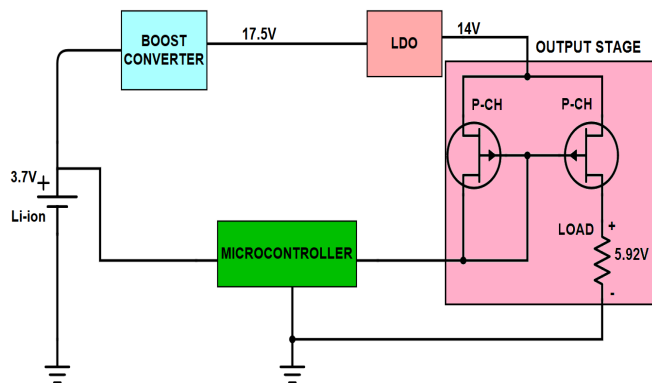 BOOST
CONVERTER
17.5V
LDO
14V
OUTPUT STAGE
P-CH
P-CH
3.7V
+
Li-ion
MICROCONTROLLER
LOAD
+
5.92V
-